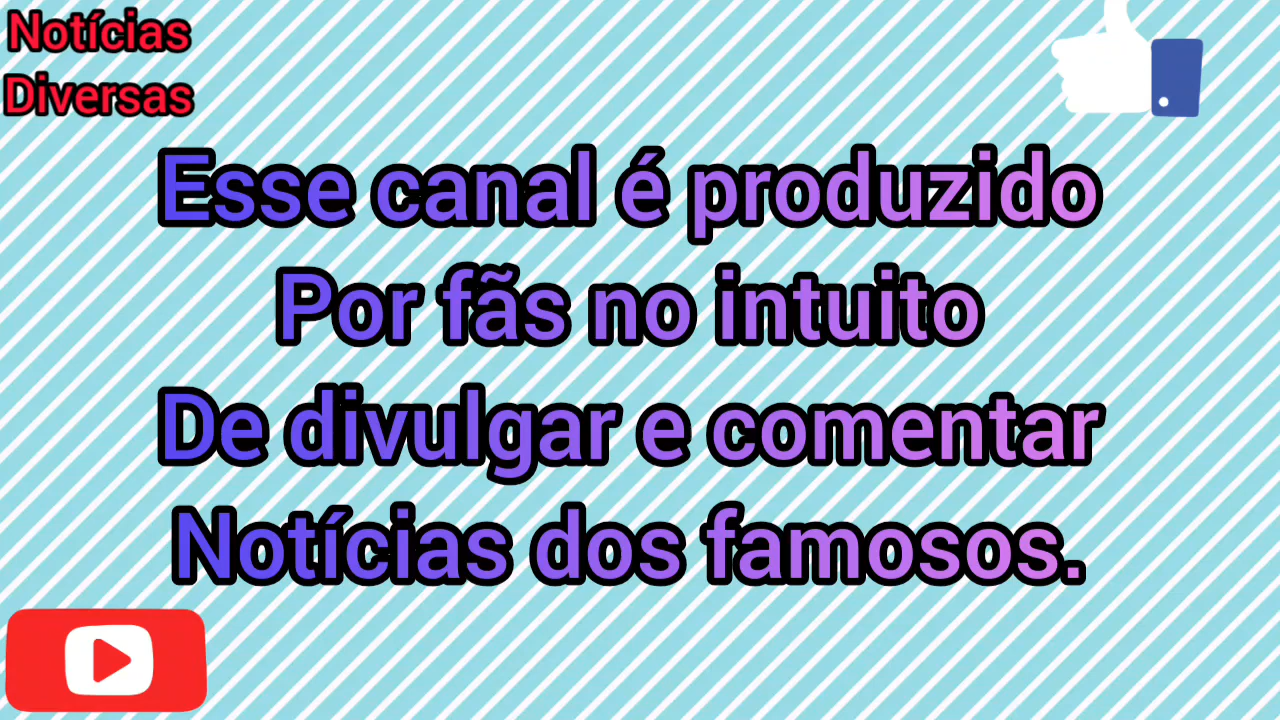 Notícias
Diversas
Esse canal é produzido
Por fãs no intuito
De divulgar e comentar
Notícias dos famosos.